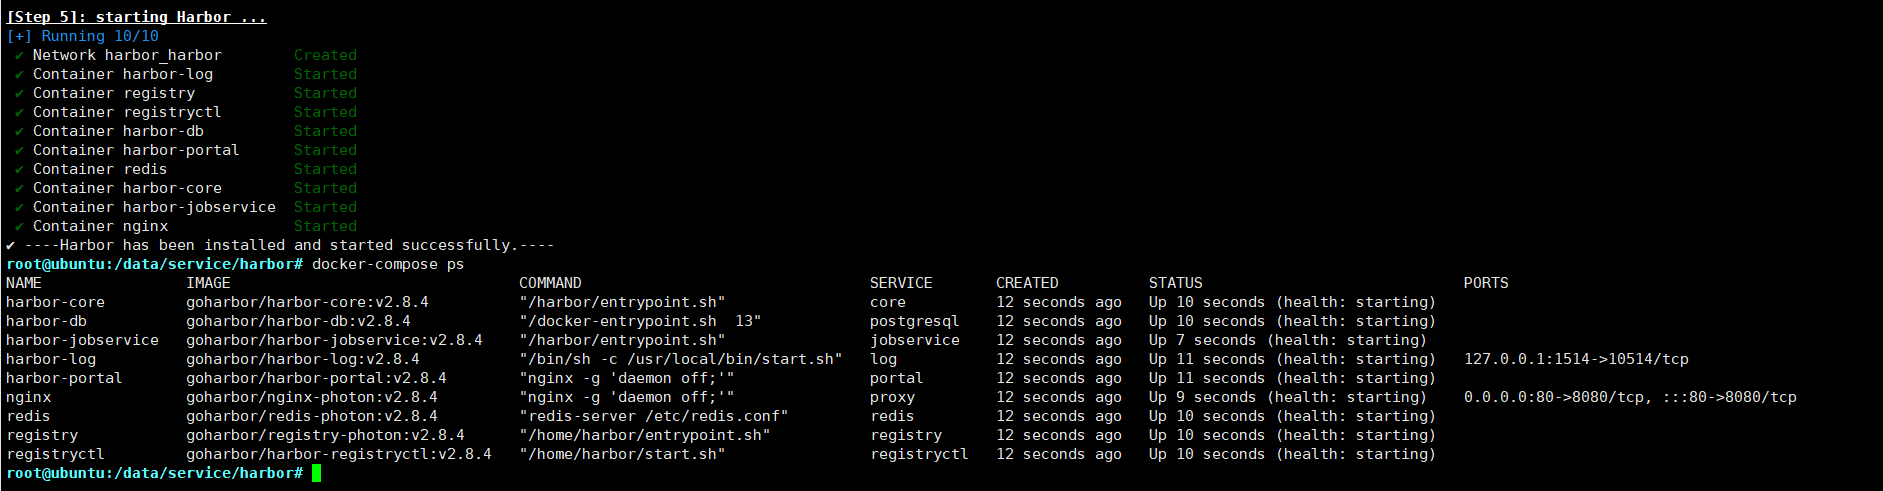 [Step 5]: starting Harbor ...
[+] Running 10/10
✔ Network harbor_harbor Created
✔ Container harbor-log Started
✔ Container registry Started
✔ Container registryctl Started
✔ Container harbor-db Started
✔ Container harbor-portal Started
✔ Container redis Started
✔ Container harbor-core Started
✔ Container harbor-jobservice Started
✔ Container nginx Started
✔ ----Harbor has been installed and started successfully.----
root@ubuntu:/data/service/harbor# docker-compose ps
NAME IMAGE COMMAND SERVICE CREATED STATUS PORTS
harbor-core goharbor/harbor-core:v2.8.4 "/harbor/entrypoint.sh" core 12 seconds ago Up 10 seconds (health: starting)
harbor-db goharbor/harbor-db:v2.8.4 "/docker-entrypoint.sh 13" postgresql 12 seconds ago Up 10 seconds (health: starting)
harbor-jobservice goharbor/harbor-jobservice:v2.8.4 "/harbor/entrypoint.sh" jobservice 12 seconds ago Up 7 seconds (health: starting)
harbor-log goharbor/harbor-log:v2.8.4 "/bin/sh -c /usr/local/bin/start.sh" log 12 seconds ago Up 11 seconds (health: starting) 127.0.0.1:1514->10514/tcp
harbor-portal goharbor/harbor-portal:v2.8.4 "nginx -g 'daemon off;'" portal 12 seconds ago Up 11 seconds (health: starting)
nginx goharbor/nginx-photon:v2.8.4 "nginx -g 'daemon off;'" proxy 12 seconds ago Up 9 seconds (health: starting) 0.0.0.0:80->8080/tcp, :::80->8080/tcp
redis goharbor/redis-photon:v2.8.4 "redis-server /etc/redis.conf" redis 12 seconds ago Up 10 seconds (health: starting)
registry goharbor/registry-photon:v2.8.4 "/home/harbor/entrypoint.sh" registry 12 seconds ago Up 10 seconds (health: starting)
registryctl goharbor/harbor-registryctl:v2.8.4 "/home/harbor/start.sh" registryctl 12 seconds ago Up 10 seconds (health: starting)
root@ubuntu:/data/service/harbor#